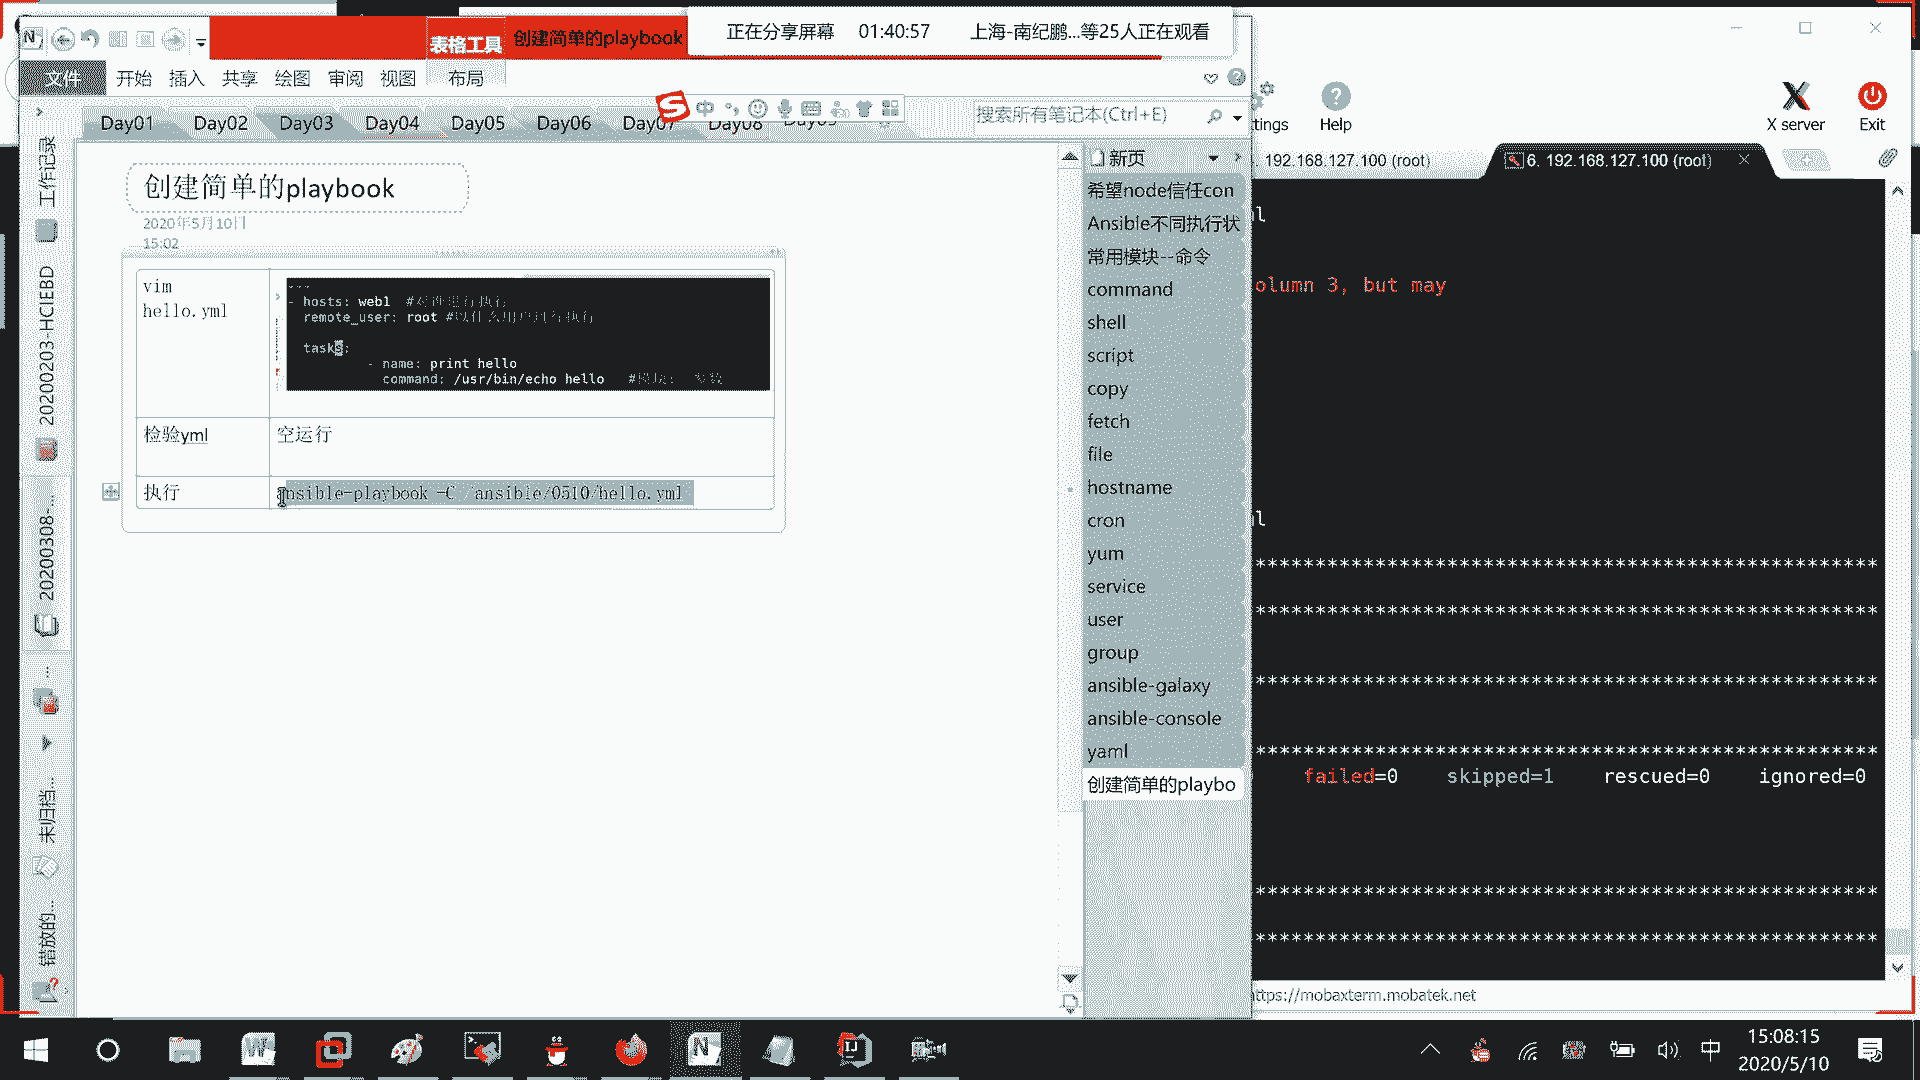 表格工具
创建简单的playbook
正在分享屏幕 01:40:57 上海-南纪鹏...等25人正在观看
文件 开始 插入 共享 绘图 审阅 视图 布局
Day01 Day02 Day03 Day04 Day05 Day06 Day07 Day08
中
搜索所有笔记本(Ctrl+E)
工作记录
20200203-HCIEBD
20200308-...
未归档...
错放的...
创建简单的playbook
2020年5月10日
15:02
vim
hello.yml
---
- hosts: web1 #对谁进行执行
remote_user: root #以什么用户进行执行
tasks:
- name: print hello
command: /usr/bin/echo hello #模块: 参数
检验yml 空运行
执行 ansible-playbook -C /ansible/0510/hello.yml
新页
希望node信任con
Ansible不同执行状
常用模块--命令
command
shell
script
copy
fetch
file
hostname
cron
yum
service
user
group
ansible-galaxy
ansible-console
yaml
创建简单的playbo
tings Help X server Exit
192.168.127.100 (root)
6. 192.168.127.100 (root)
olumn 3, but may
failed=0 skipped=1 rescued=0 ignored=0
ttps://mobaxterm.mobatek.net
中
15:08:15
2020/5/10